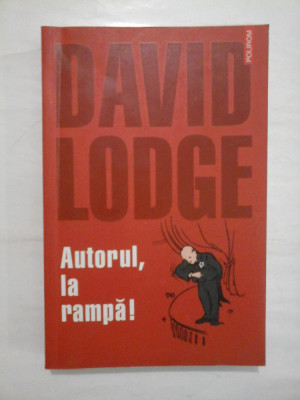 DAVID
LODGE
POLIROM
Autorul,
la
rampă!